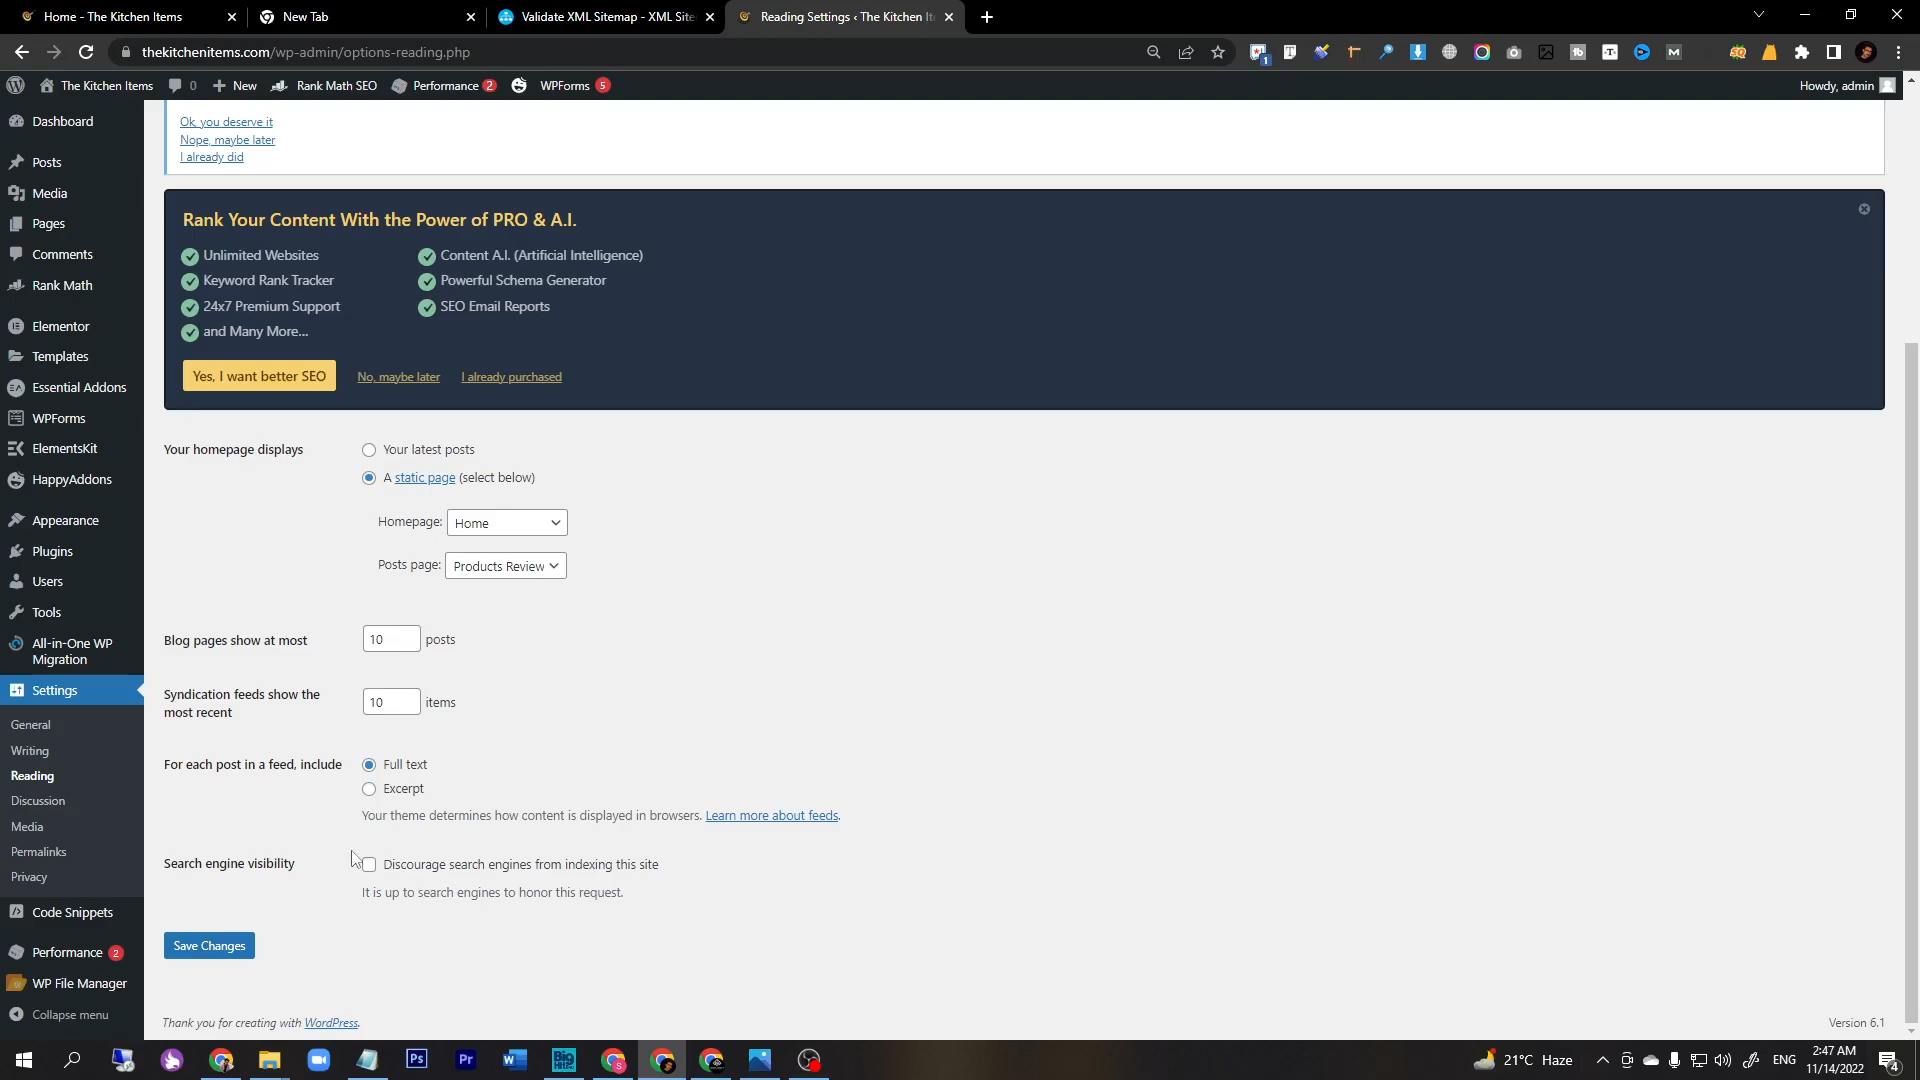 Home - The Kitchen Items
New Tab
Validate XML Sitemap - XML Site
Reading Settings ‹ The Kitchen It
thekitchenitems.com/wp-admin/options-reading.php
1
The Kitchen Items
0
New
Rank Math SEO
Performance 2
WPForms 5
Howdy, admin
Dashboard
Posts
Media
Pages
Comments
Rank Math
Elementor
Templates
Essential Addons
WPForms
ElementsKit
HappyAddons
Appearance
Plugins
Users
Tools
All-in-One WP
Migration
Settings
General
Writing
Reading
Discussion
Media
Permalinks
Privacy
Code Snippets
Performance 2
WP File Manager
Collapse menu
Ok, you deserve it
Nope, maybe later
I already did
Rank Your Content With the Power of PRO & A.I.
Unlimited Websites
Content A.I. (Artificial Intelligence)
Keyword Rank Tracker
Powerful Schema Generator
24x7 Premium Support
SEO Email Reports
and Many More...
Yes, I want better SEO
No, maybe later
I already purchased
Your homepage displays
Your latest posts
A static page (select below)
Homepage: Home
Posts page: Products Review
Blog pages show at most
10 posts
Syndication feeds show the
most recent
10 items
For each post in a feed, include
Full text
Excerpt
Your theme determines how content is displayed in browsers. Learn more about feeds.
Search engine visibility
Discourage search engines from indexing this site
It is up to search engines to honor this request.
Save Changes
Thank you for creating with WordPress.
Version 6.1
Ps
Pr
21°C Haze
ENG
2:47 AM
11/14/2022
4